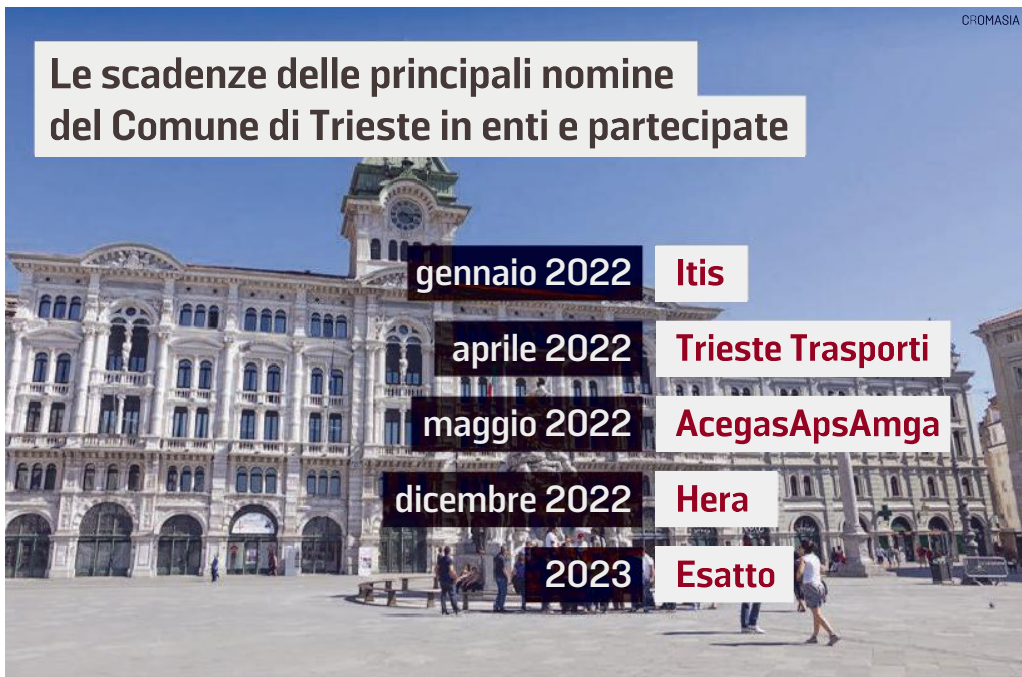 CROMASIA
Le scadenze delle principali nomine
del Comune di Trieste in enti e partecipate
gennaio 2022 Itis
aprile 2022 Trieste Trasporti
maggio 2022 AcegasApsAmga
dicembre 2022 Hera
2023 Esatto